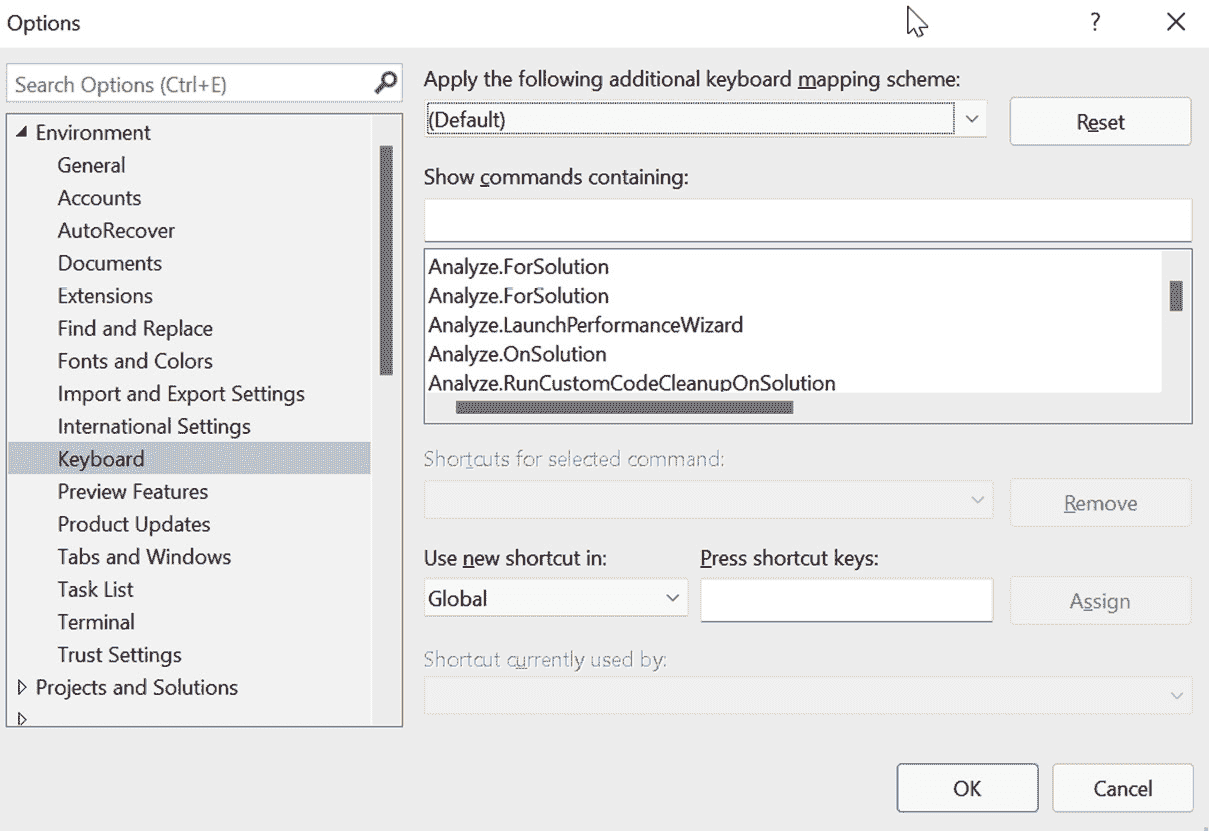 Options
?
Search Options (Ctrl+E)
Environment
General
Accounts
AutoRecover
Documents
Extensions
Find and Replace
Fonts and Colors
Import and Export Settings
International Settings
Keyboard
Preview Features
Product Updates
Tabs and Windows
Task List
Terminal
Trust Settings
Projects and Solutions
Apply the following additional keyboard mapping scheme:
(Default)
Reset
Show commands containing:
Analyze.ForSolution
Analyze.ForSolution
Analyze.LaunchPerformanceWizard
Analyze.OnSolution
Analyze.RunCustomCodeCleanupOnSolution
Shortcuts for selected command:
Remove
Use new shortcut in:
Press shortcut keys:
Global
Assign
Shortcut currently used by:
OK
Cancel